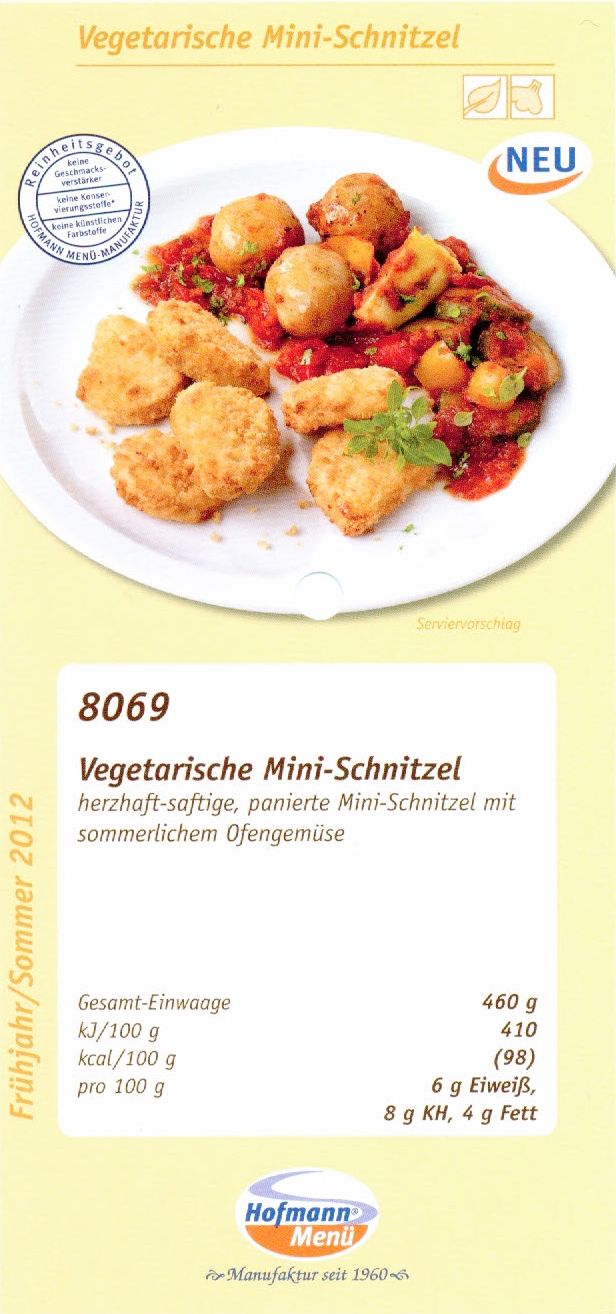 Vegetarische Mini-Schnitzel
NEU
Reinheitsgebot
keine
Geschmacks-
verstärker
keine Konser-
vierungsstoffe*
keine künstlichen
Farbstoffe
HOFMANN MENÜ-MANUFAKTUR
Serviervorschlag
8069
Vegetarische Mini-Schnitzel
herzhaft-saftige, panierte Mini-Schnitzel mit
sommerlichem Ofengemüse
Frühjahr/Sommer 2012
Gesamt-Einwaage 460 g
kJ/100 g 410
kcal/100 g (98)
pro 100 g 6 g Eiweiß,
8 g KH, 4 g Fett
Hofmann®
Menü
Manufaktur seit 1960